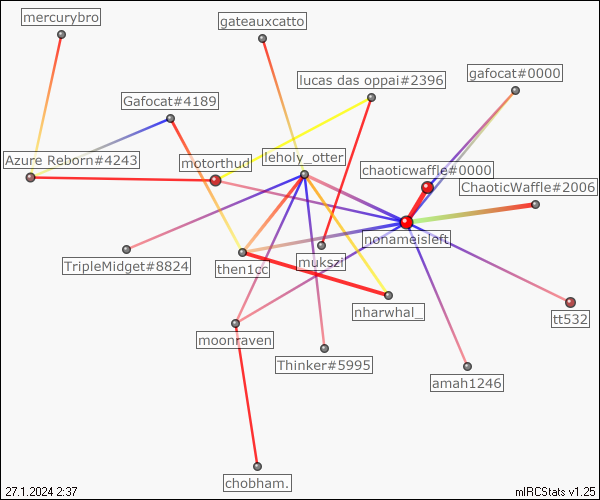 mercurybro
gateauxcatto
lucas das oppai#2396
gafocat#0000
Gafocat#4189
Azure Reborn#4243
motorthud
leholy_otter
chaoticwaffle#0000
ChaoticWaffle#2006
nonameisleft
TripleMidget#8824
then1cc
mukszi
nharwhal_
tt532
moonraven
Thinker#5995
amah1246
chobham.
27.1.2024 2:37
mIRCStats v1.25